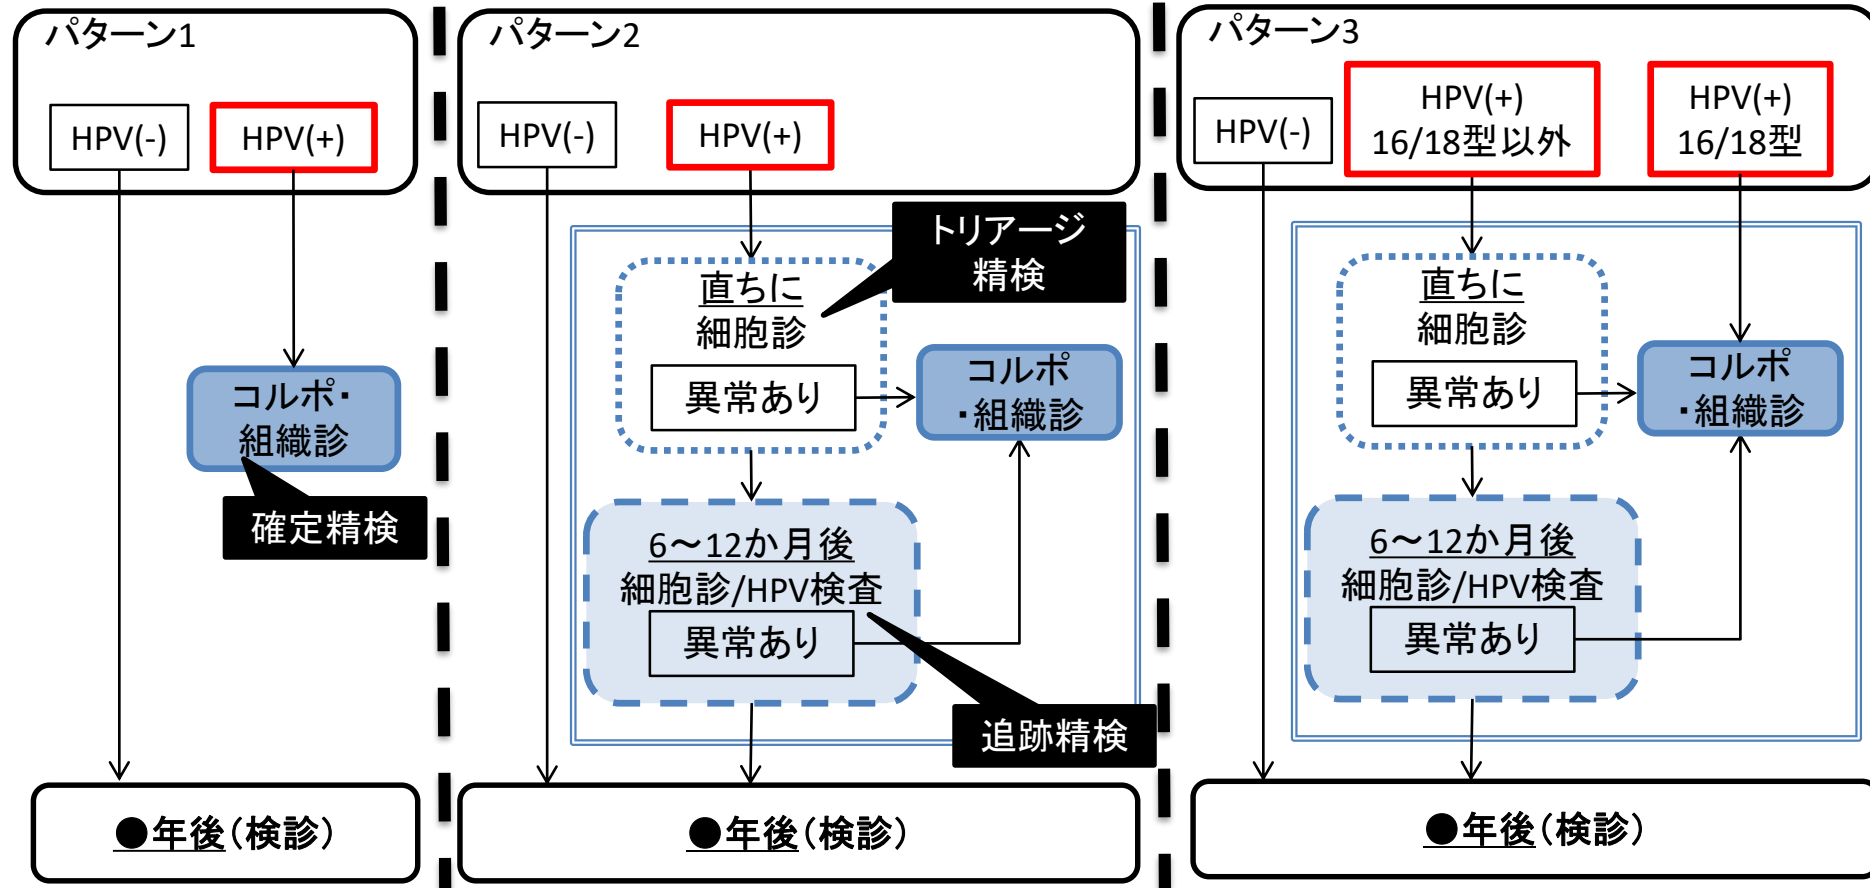 パターン1
HPV(-)
HPV(+)
コルポ・
組織診
確定精検
●年後(検診)
パターン2
HPV(-)
HPV(+)
トリアージ
精検
直ちに
細胞診
異常あり
コルポ
・組織診
6～12か月後
細胞診/HPV検査
異常あり
追跡精検
●年後(検診)
パターン3
HPV(-)
HPV(+)
16/18型以外
HPV(+)
16/18型
直ちに
細胞診
異常あり
コルポ
・組織診
6～12か月後
細胞診/HPV検査
異常あり
●年後(検診)